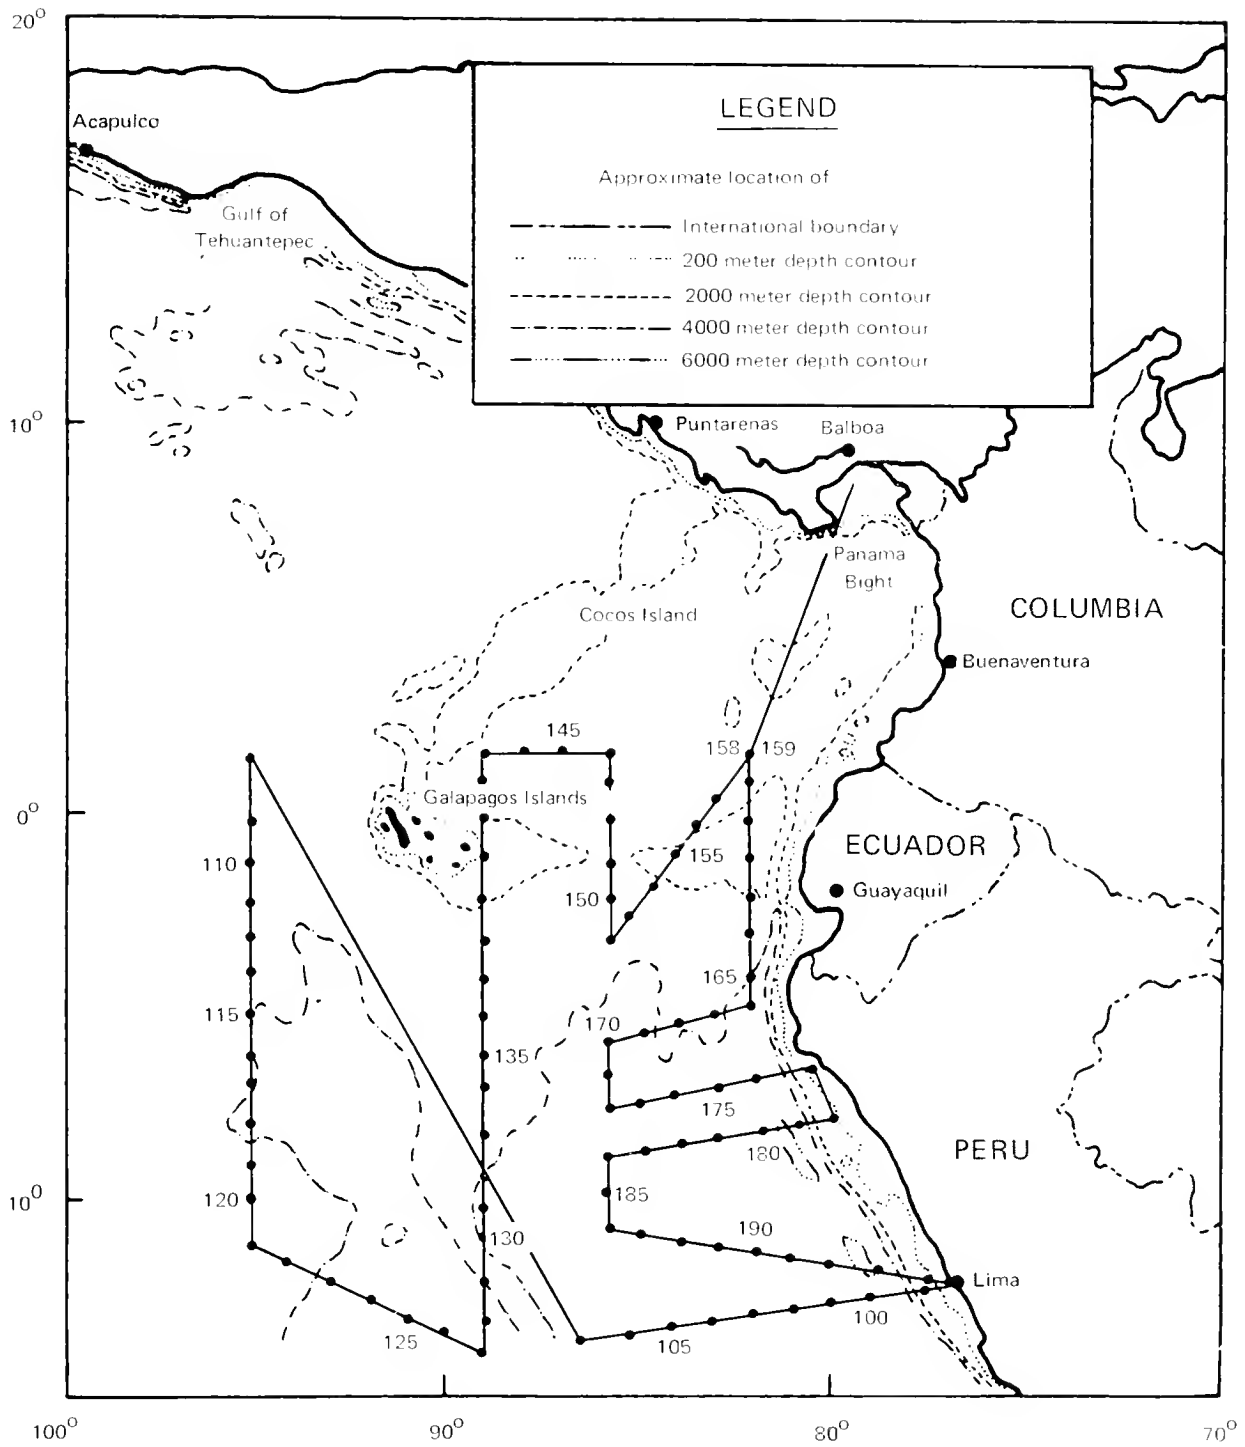 20°
Acapulco
LEGEND
Approximate location of
International boundary
200 meter depth contour
2000 meter depth contour
4000 meter depth contour
6000 meter depth contour
Gulf of
Tehuantepec
10°
Puntarenas
Balboa
Panama
Bight
Cocos Island
COLUMBIA
Buenaventura
145
158
159
Galapagos Islands
0°
110
155
ECUADOR
150
Guayaquil
165
115
170
135
175
180
PERU
10°
120
185
130
190
Lima
125
105
100
100°
90°
80°
70°